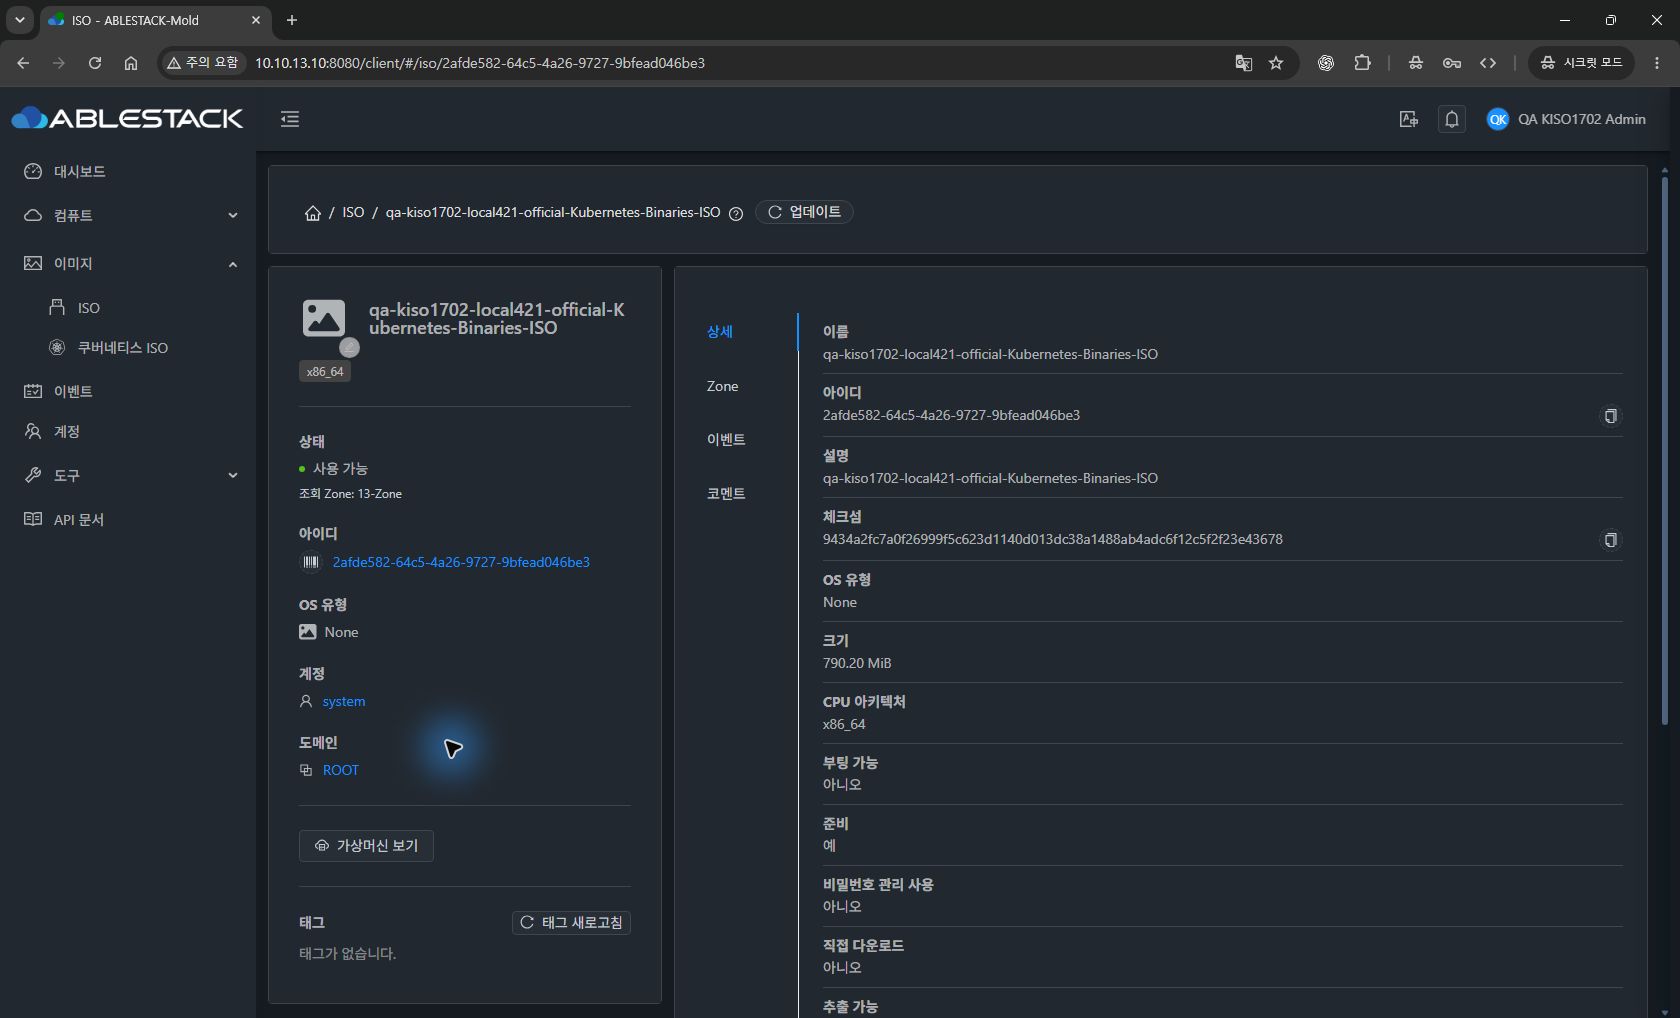 ISO - ABLESTACK-Mold
주의 요함
10.10.13.10:8080/client/#/iso/2afde582-64c5-4a26-9727-9bfead046be3
시크릿 모드
ABLESTACK
QK
QA KISO1702 Admin
대시보드
컴퓨트
이미지
ISO
쿠버네티스 ISO
이벤트
계정
도구
API 문서
/ ISO / qa-kiso1702-local421-official-Kubernetes-Binaries-ISO
업데이트
qa-kiso1702-local421-official-K
ubernetes-Binaries-ISO
x86_64
상태
사용 가능
조회 Zone: 13-Zone
아이디
2afde582-64c5-4a26-9727-9bfead046be3
OS 유형
None
계정
system
도메인
ROOT
가상머신 보기
태그
태그 새로고침
태그가 없습니다.
상세
Zone
이벤트
코멘트
이름
qa-kiso1702-local421-official-Kubernetes-Binaries-ISO
아이디
2afde582-64c5-4a26-9727-9bfead046be3
설명
qa-kiso1702-local421-official-Kubernetes-Binaries-ISO
체크섬
9434a2fc7a0f26999f5c623d1140d013dc38a1488ab4adc6f12c5f2f23e43678
OS 유형
None
크기
790.20 MiB
CPU 아키텍처
x86_64
부팅 가능
아니오
준비
예
비밀번호 관리 사용
아니오
직접 다운로드
아니오
추출 가능